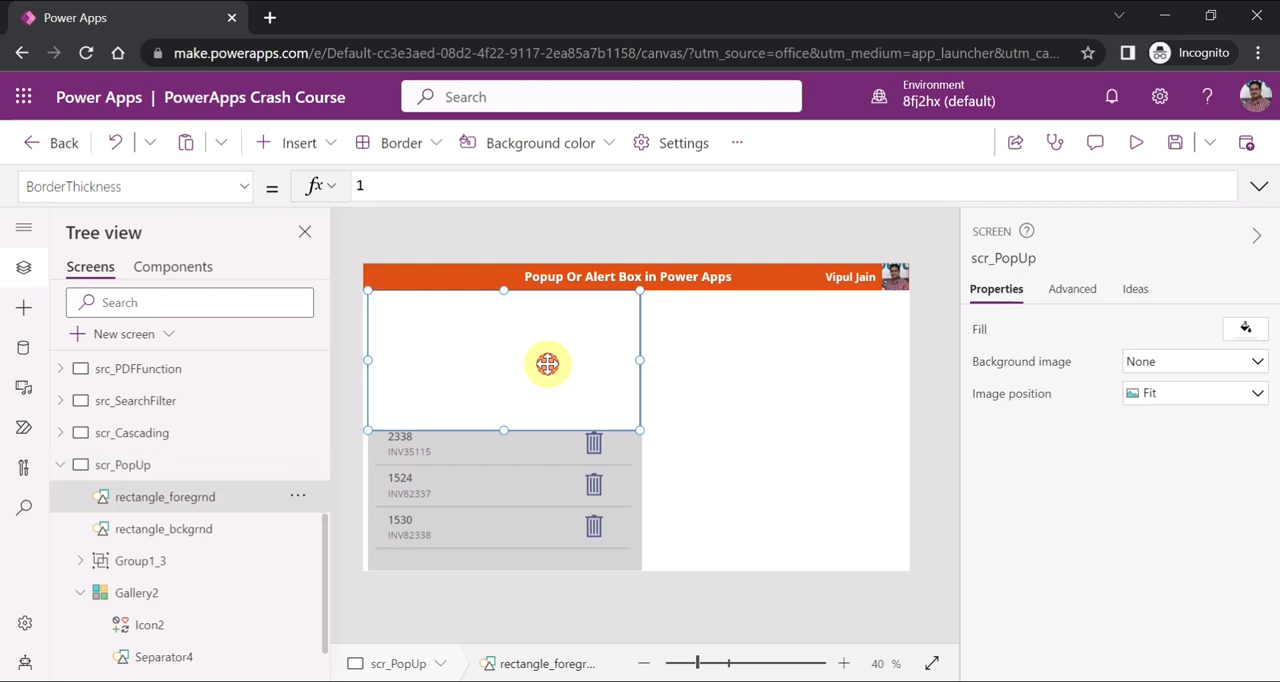 Power Apps
make.powerapps.com/e/Default-cc3e3aed-08d2-4f22-9117-2ea85a7b1158/canvas/?utm_source=office&utm_medium=app_launcher&utm_ca...
Incognito
Power Apps | PowerApps Crash Course
Search
Environment
8fj2hx (default)
Back
Insert
Border
Background color
Settings
BorderThickness
=
fx
1
Tree view
Screens
Components
Search
New screen
src_PDFFunction
src_SearchFilter
scr_Cascading
scr_PopUp
rectangle_foregrnd
rectangle_bckgrnd
Group1_3
Gallery2
Icon2
Separator4
Popup Or Alert Box in Power Apps
Vipul Jain
2338
INV35115
1524
INV82337
1530
INV82338
scr_PopUp
rectangle_foregr...
40 %
SCREEN
scr_PopUp
Properties
Advanced
Ideas
Fill
Background image
None
Image position
Fit